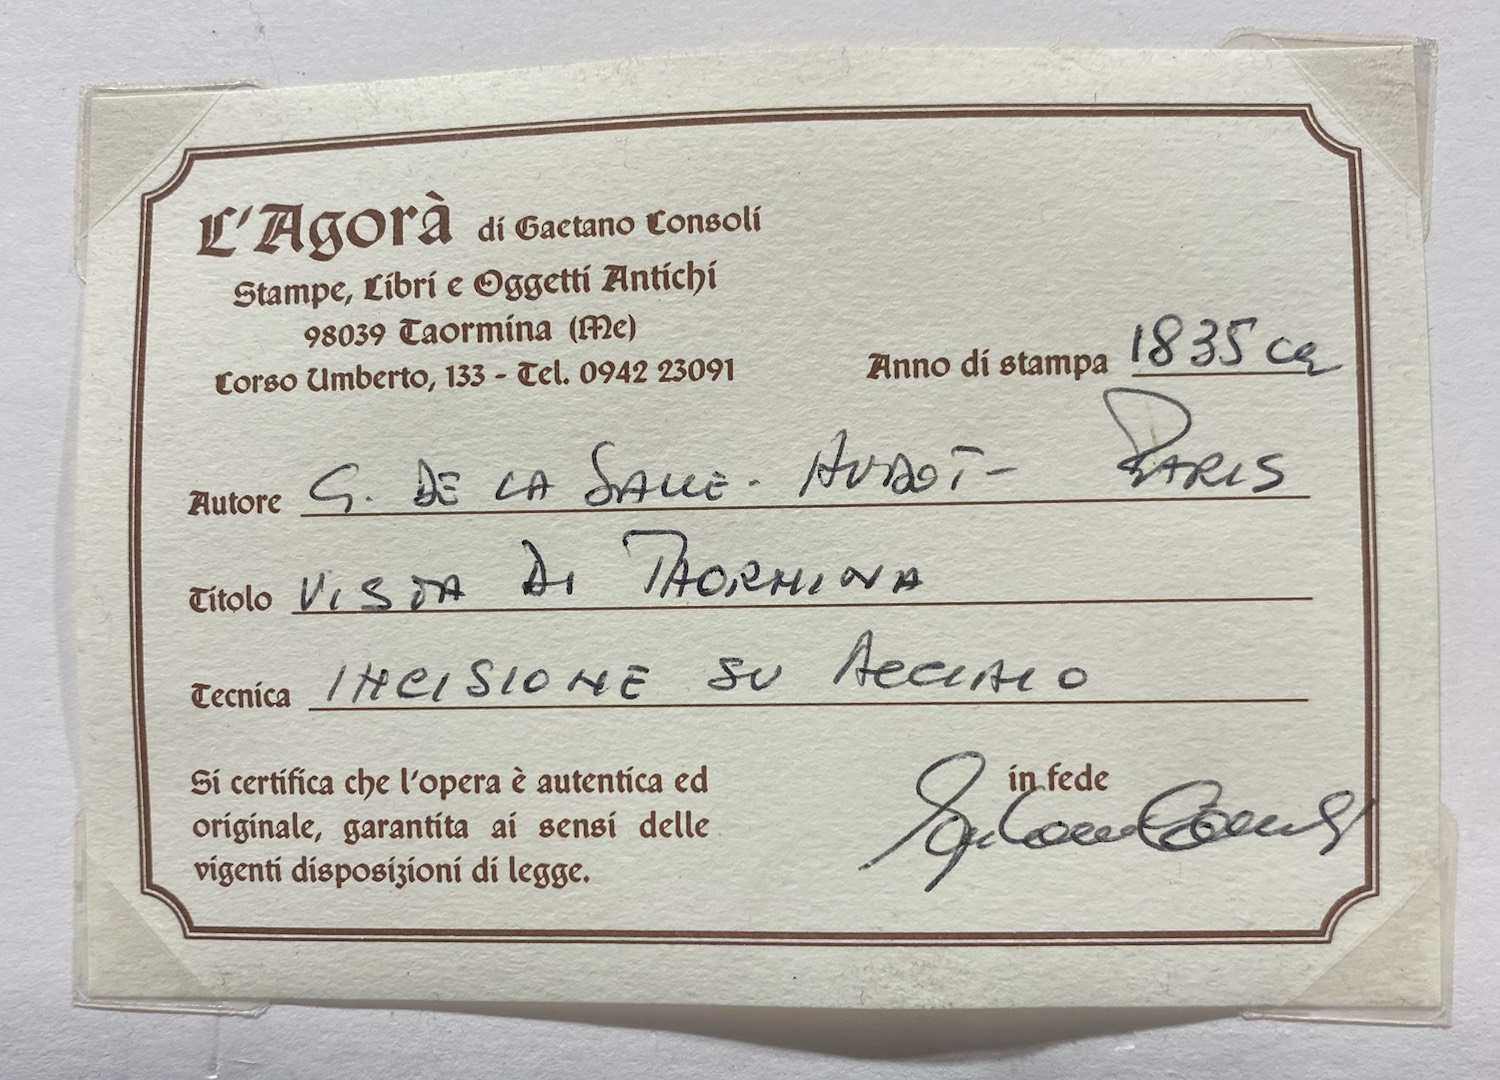 L'Agorà di Gaetano Consoli
Stampe, Libri e Oggetti Antichi
98039 Taormina (Me)
Corso Umberto, 133 - Tel. 0942 23091
Anno di stampa 1835 ca
Autore G. DE LA SALLE - AUDOT - PARIS
Titolo VISTA DI TAORMINA
Tecnica INCISIONE SU ACCIAIO
Si certifica che l'opera è autentica ed
originale, garantita ai sensi delle
vigenti disposizioni di legge.
in fede